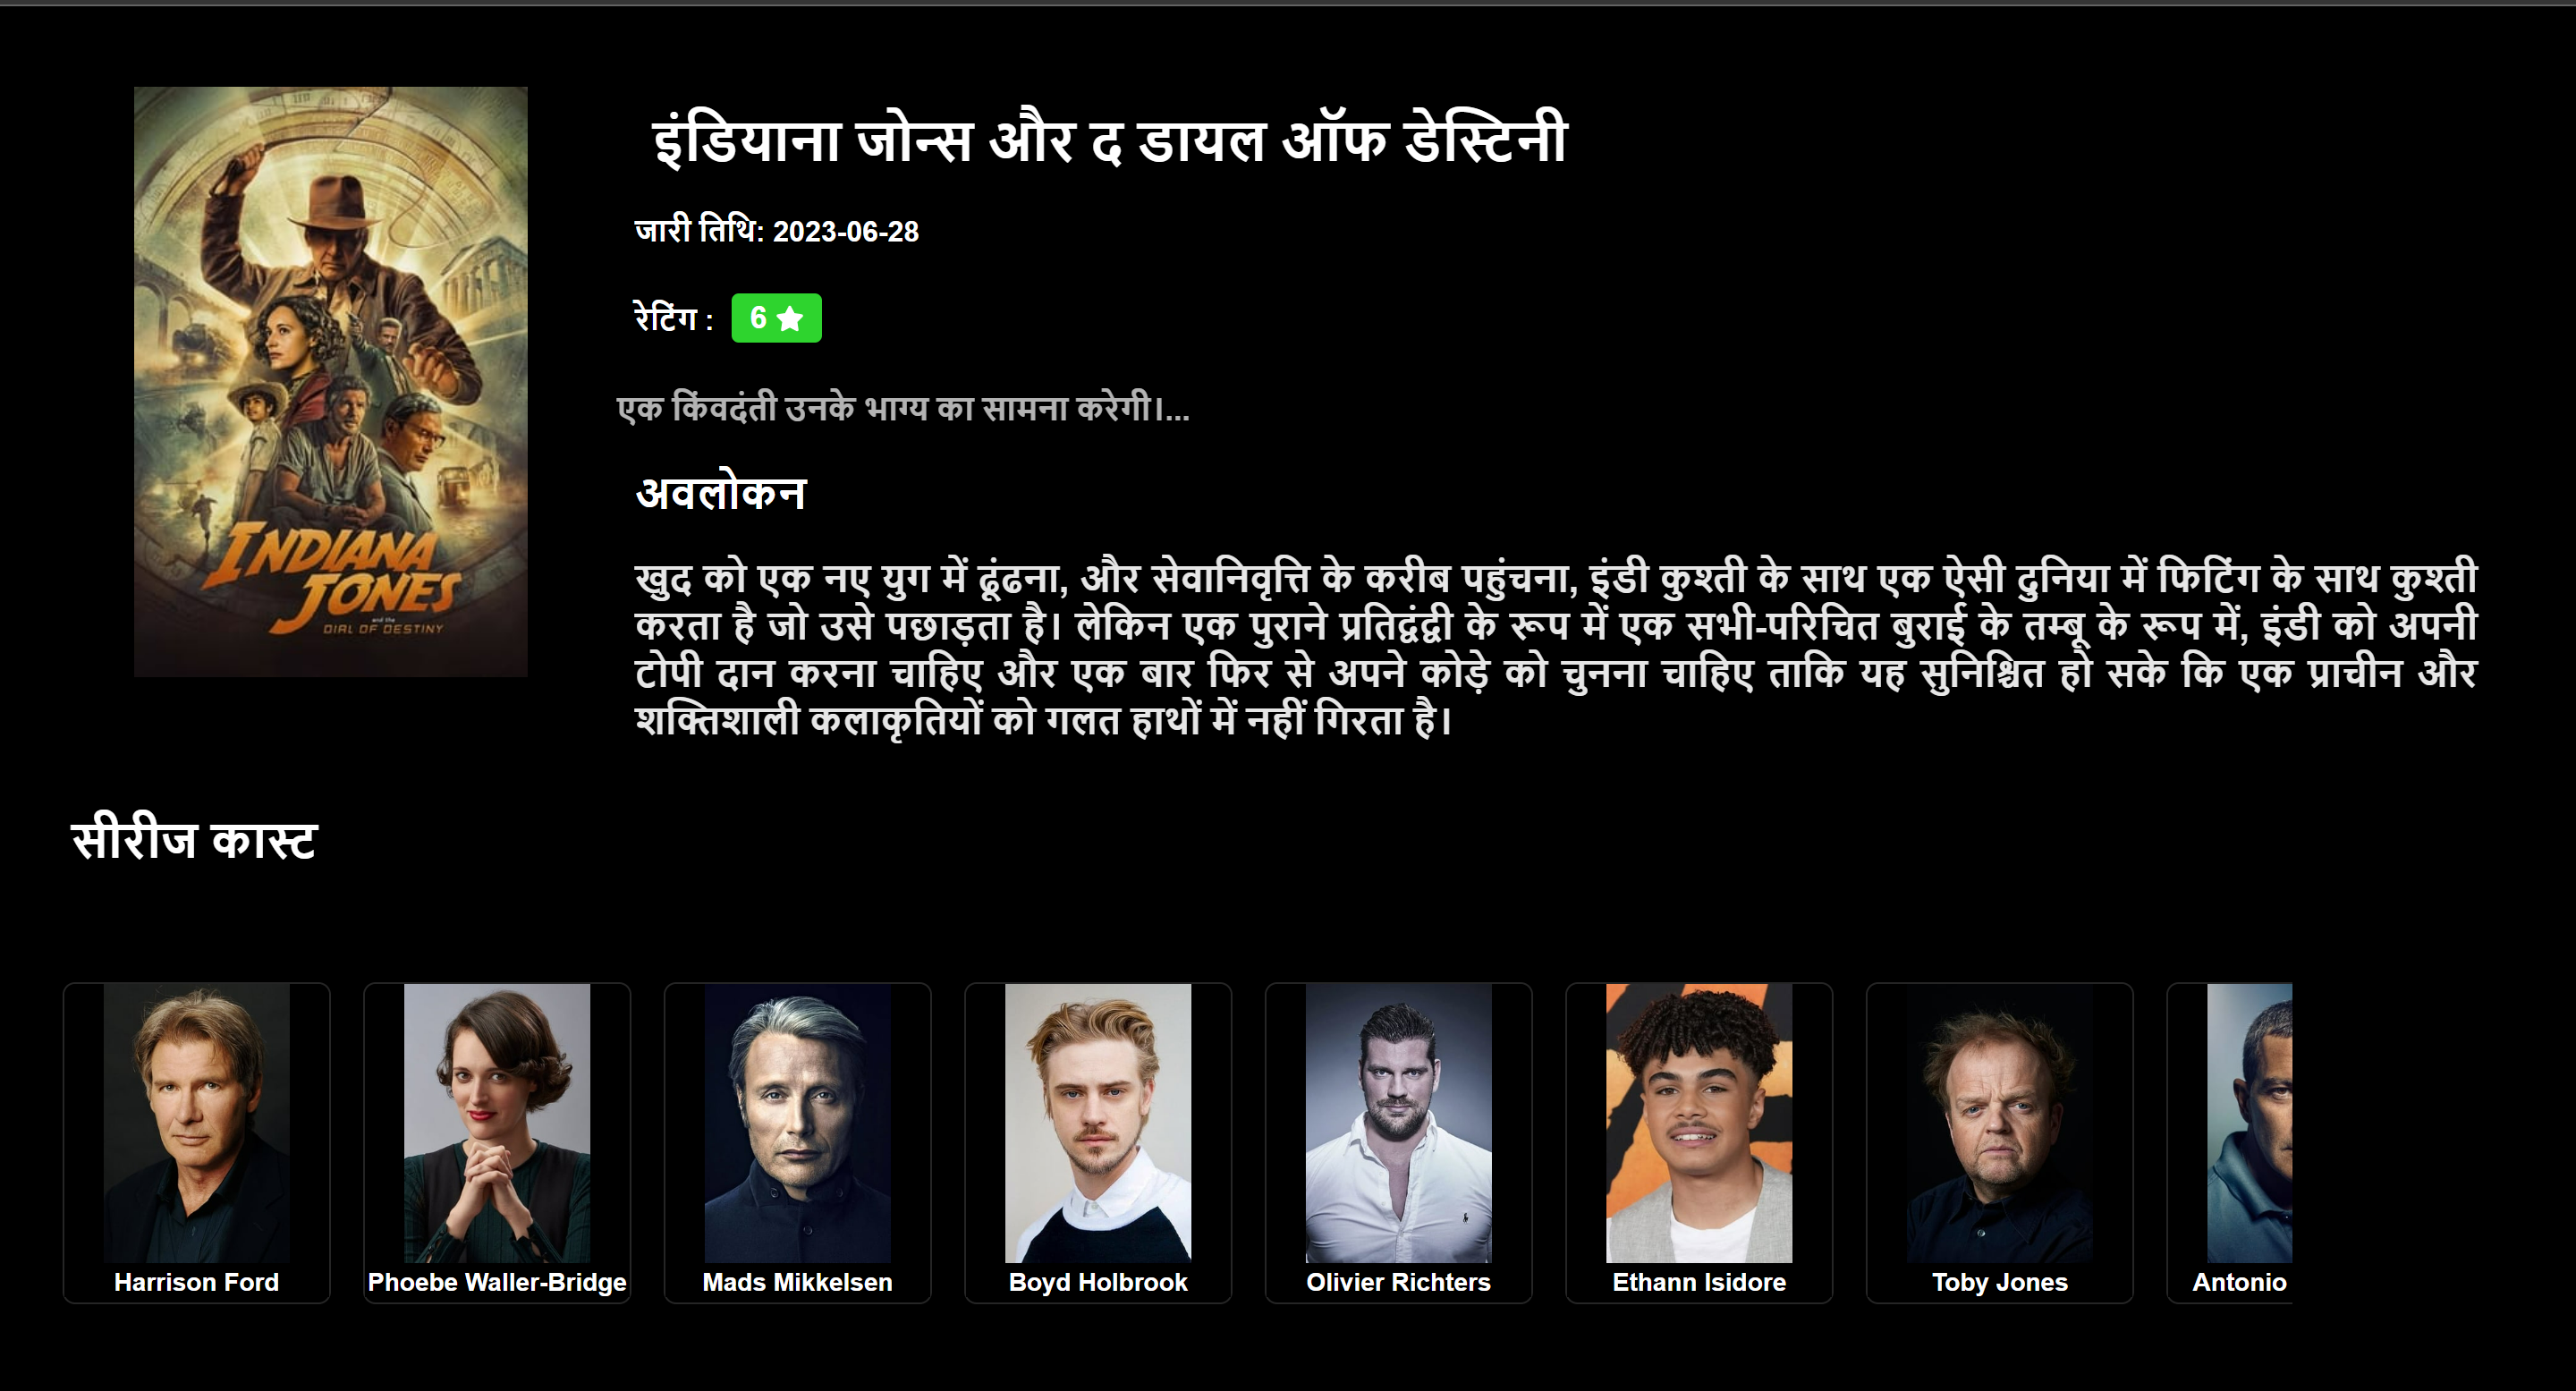 INDIANA
JONES
and the
DIAL OF DESTINY
इंडियाना जोन्स और द डायल ऑफ डेस्टिनी
जारी तिथि: 2023-06-28
रेटिंग : 6
एक किंवदंती उनके भाग्य का सामना करेगी।...
अवलोकन
खुद को एक नए युग में ढूंढना, और सेवानिवृत्ति के करीब पहुंचना, इंडी कुश्ती के साथ एक ऐसी दुनिया में फिटिंग के साथ कुश्ती
करता है जो उसे पछाड़ता है। लेकिन एक पुराने प्रतिद्वंद्वी के रूप में एक सभी-परिचित बुराई के तम्बू के रूप में, इंडी को अपनी
टोपी दान करना चाहिए और एक बार फिर से अपने कोड़े को चुनना चाहिए ताकि यह सुनिश्चित हो सके कि एक प्राचीन और
शक्तिशाली कलाकृतियों को गलत हाथों में नहीं गिरता है।
सीरीज कास्ट
Harrison Ford
Phoebe Waller-Bridge
Mads Mikkelsen
Boyd Holbrook
Olivier Richters
Ethann Isidore
Toby Jones
Antonio